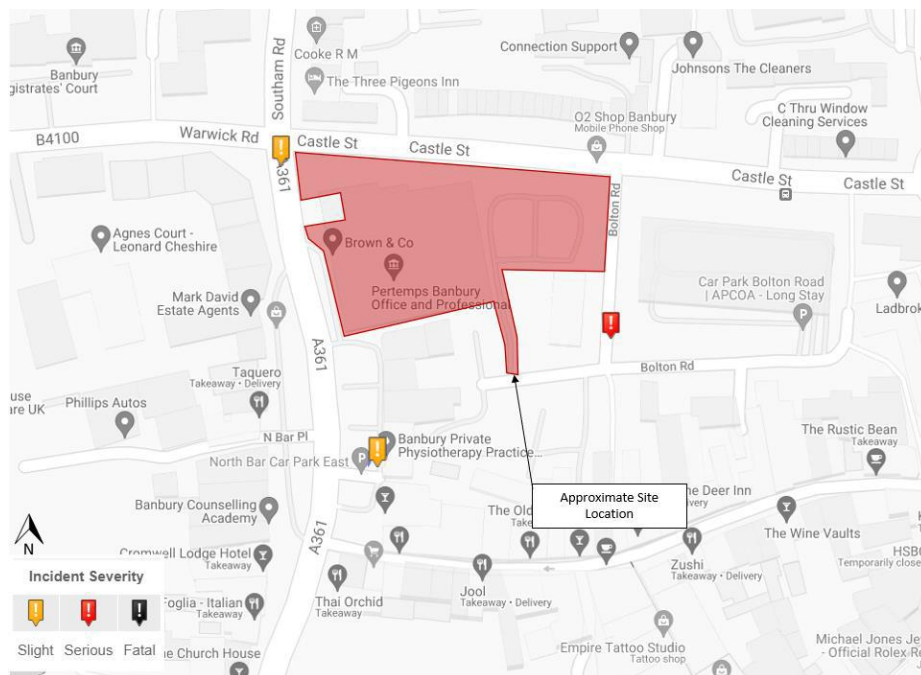 Cooke R M
Connection Support
Banbury
gistrates' Court
Southam Rd
The Three Pigeons Inn
Johnsons The Cleaners
C Thru Window
Cleaning Services
O2 Shop Banbury
Mobile Phone Shop
B4100
Warwick Rd
Castle St
Castle St
Castle St
Castle St
A361
Bolton Rd
Agnes Court -
Leonard Cheshire
Brown & Co
Pertemps Banbury
Office and Professional
Car Park Bolton Road
| APCOA - Long Stay
Mark David
Estate Agents
Ladbrok
A361
Taquero
Takeaway • Delivery
Bolton Rd
ouse
are UK
Phillips Autos
N Bar Pl
Banbury Private
Physiotherapy Practice...
North Bar Car Park East
The Rustic Bean
Takeaway
Approximate Site
Location
Banbury Counselling
Academy
The Old
Take
he Deer Inn
elivery
The Wine Vaults
A361
N
Cromwell Lodge Hotel
Takeaway
Zushi
Takeaway • Delivery
HSBC
Temporarily close
Incident Severity
Slight
Serious
Fatal
Foglia - Italian
Takeaway
Thai Orchid
Takeaway
Jool
Takeaway • Delivery
he Church House
Empire Tattoo Studio
Tattoo shop
Michael Jones Je
- Official Rolex Re